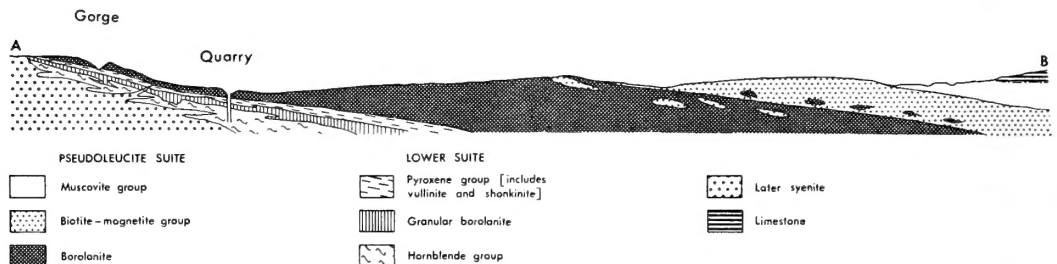 Gorge
A
Quarry
B
PSEUDOLEUCITE SUITE
Muscovite group
Biotite – magnetite group
Borolanite
LOWER SUITE
Pyroxene group [includes
vullinite and shonkinite]
Granular borolanite
Hornblende group
Later syenite
Limestone